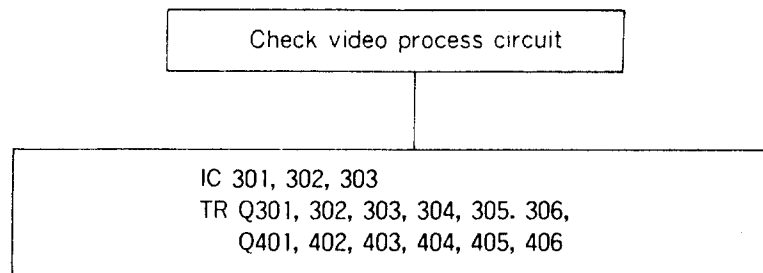 Check video process circuit
IC 301, 302, 303
TR Q301, 302, 303, 304, 305. 306,
Q401, 402, 403, 404, 405, 406